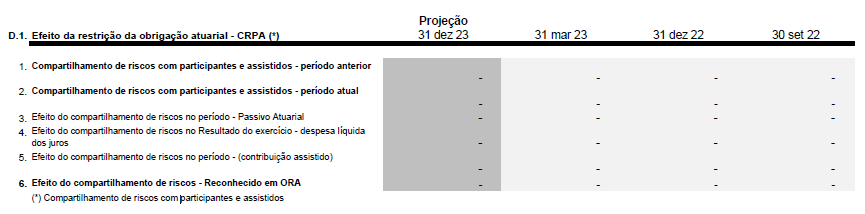 Projeção
D.1. Efeito da restrição da obrigação atuarial - CRPA (*) 31 dez 23 31 mar 23 31 dez 22 30 set 22
1. Compartilhamento de riscos com participantes e assistidos - período anterior
- - - -
2. Compartilhamento de riscos com participantes e assistidos - período atual
- - - -
3. Efeito do compartilhamento de riscos no período - Passivo Atuarial - - - -
4. Efeito do compartilhamento de riscos no Resultado do exercício - despesa líquida
dos juros - - - -
5. Efeito do compartilhamento de riscos no período - (contribuição assistido)
- - - -
6. Efeito do compartilhamento de riscos - Reconhecido em ORA - - - -
(*) Compartilhamento de riscos com participantes e assistidos